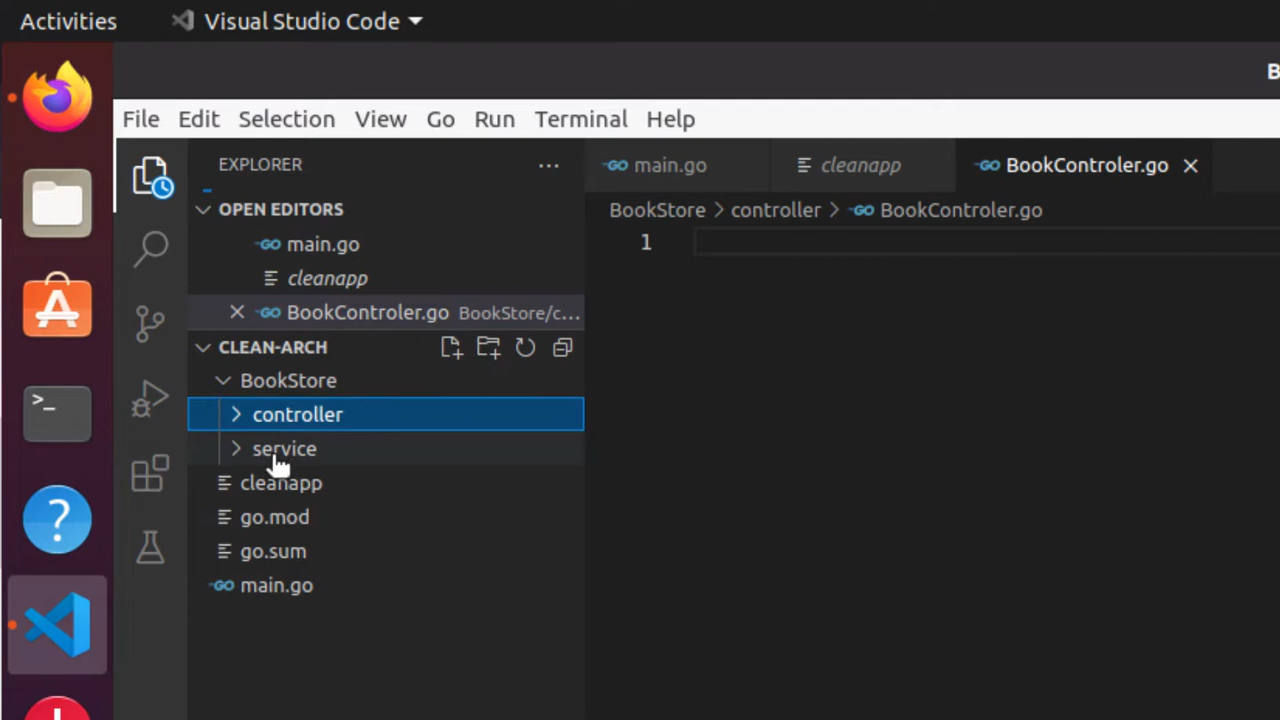 Activities Visual Studio Code
B
File Edit Selection View Go Run Terminal Help
EXPLORER
main.go cleanapp BookControler.go
OPEN EDITORS
BookStore > controller > BookControler.go
main.go
1
cleanapp
BookControler.go BookStore/c...
CLEAN-ARCH
BookStore
controller
service
cleanapp
go.mod
go.sum
main.go